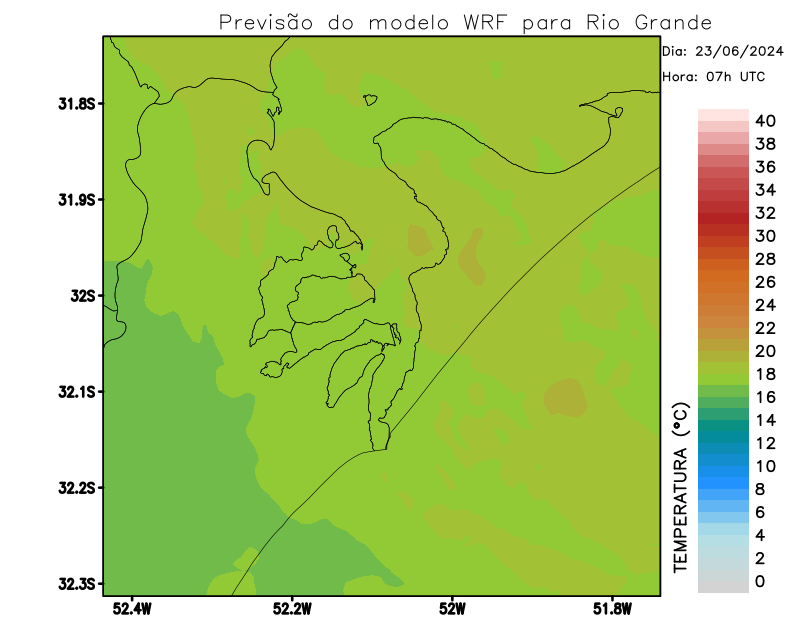 Previsão do modelo WRF para Rio Grande
Dia: 23/06/2024
Hora: 07h UTC
31.8S
31.9S
32S
32.1S
32.2S
32.3S
52.4W 52.2W 52W 51.8W
TEMPERATURA (°C)
40
38
36
34
32
30
28
26
24
22
20
18
16
14
12
10
8
6
4
2
0